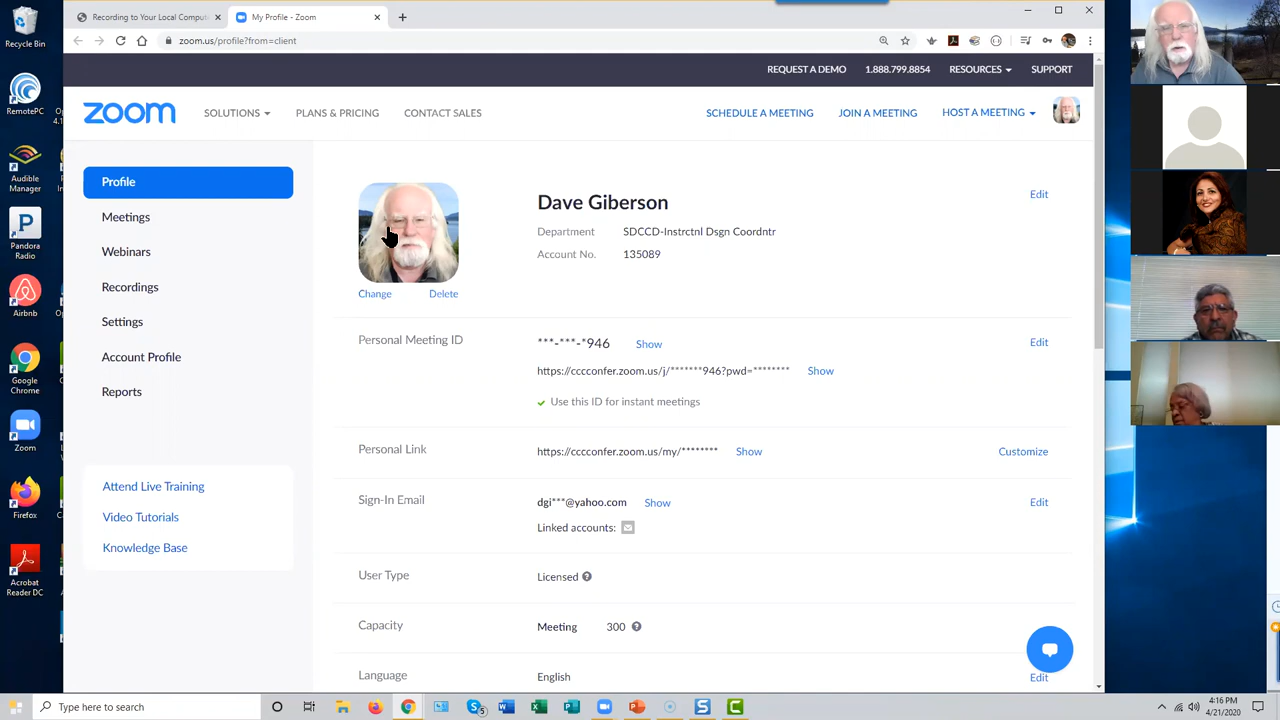 Recycle Bin
RemotePC
Audible Manager
Pandora Radio
Airbnb
Google Chrome
Zoom
Firefox
Acrobat Reader DC
Recording to Your Local Comput
My Profile - Zoom
zoom.us/profile?from=client
REQUEST A DEMO 1.888.799.8854 RESOURCES SUPPORT
zoom SOLUTIONS PLANS & PRICING CONTACT SALES SCHEDULE A MEETING JOIN A MEETING HOST A MEETING
Profile
Meetings
Webinars
Recordings
Settings
Account Profile
Reports
Attend Live Training
Video Tutorials
Knowledge Base
Dave Giberson Edit
Department SDCCD-Instrctnl Dsgn Coordntr
Account No. 135089
Change Delete
Personal Meeting ID ***-***-*946 Show Edit
https://cccconfer.zoom.us/j/*******946?pwd=******** Show
Use this ID for instant meetings
Personal Link https://cccconfer.zoom.us/my/******** Show Customize
Sign-In Email dgi***@yahoo.com Show Edit
Linked accounts:
User Type Licensed
Capacity Meeting 300
Language English Edit
Type here to search
4:16 PM
4/21/2020